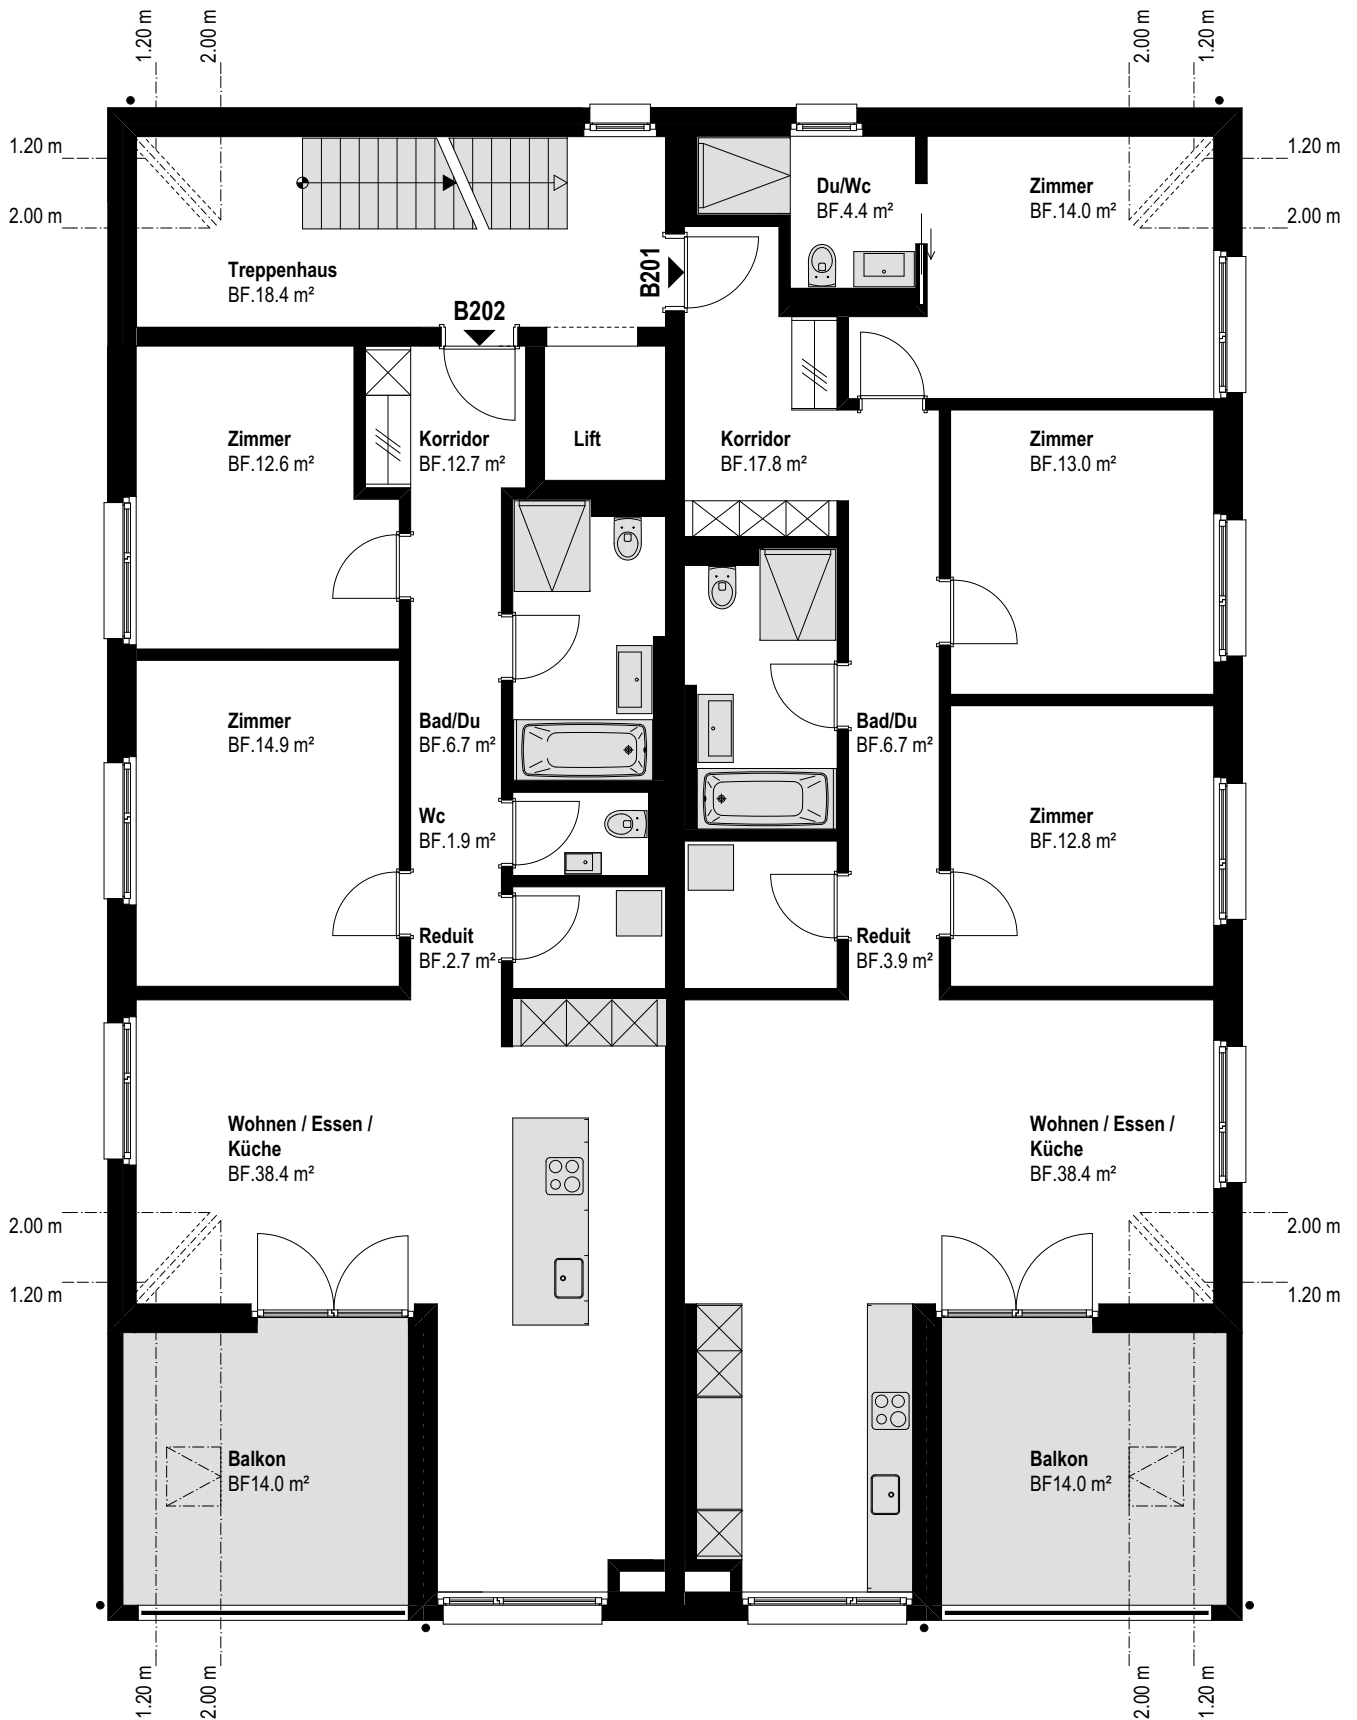 1.20 m
2.00 m
2.00 m
1.20 m
1.20 m
2.00 m
1.20 m
2.00 m
Du/Wc
BF.4.4 m²
Zimmer
BF.14.0 m²
Treppenhaus
BF.18.4 m²
B201
B202
Zimmer
BF.12.6 m²
Korridor
BF.12.7 m²
Lift
Korridor
BF.17.8 m²
Zimmer
BF.13.0 m²
Zimmer
BF.14.9 m²
Bad/Du
BF.6.7 m²
Bad/Du
BF.6.7 m²
Wc
BF.1.9 m²
Zimmer
BF.12.8 m²
Reduit
BF.2.7 m²
Reduit
BF.3.9 m²
Wohnen / Essen /
Küche
BF.38.4 m²
Wohnen / Essen /
Küche
BF.38.4 m²
2.00 m
1.20 m
2.00 m
1.20 m
Balkon
BF14.0 m²
Balkon
BF14.0 m²
1.20 m
2.00 m
2.00 m
1.20 m